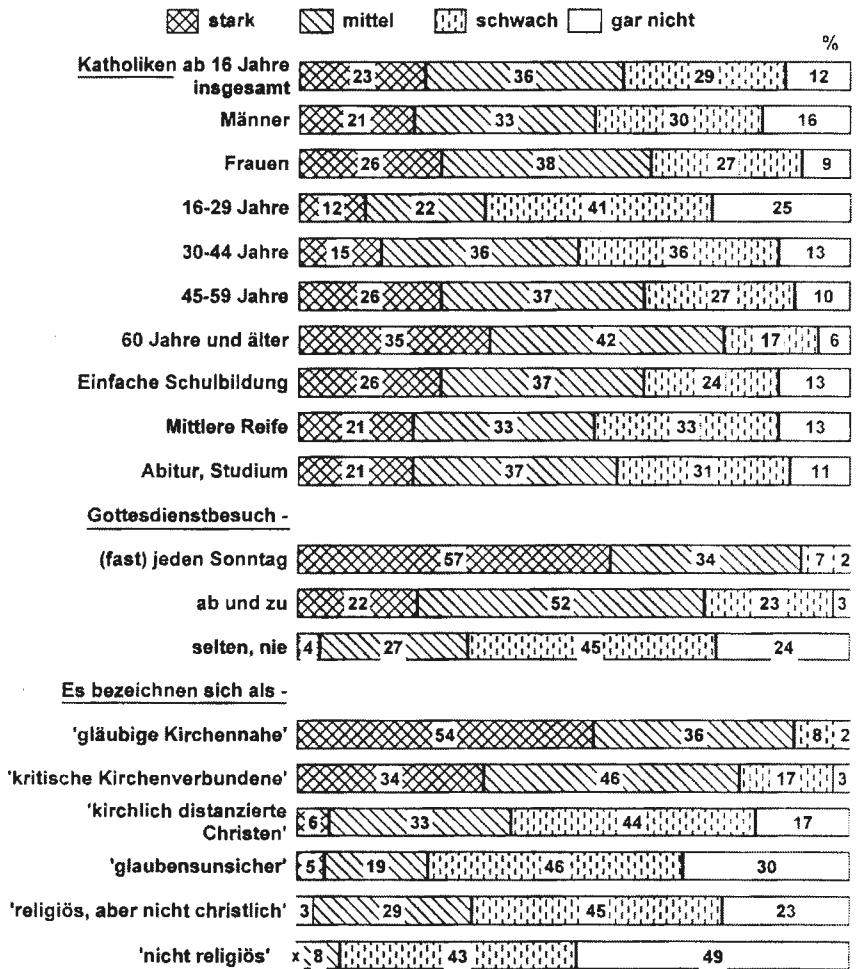 stark mittel schwach gar nicht
%
Katholiken ab 16 Jahre
insgesamt 23 36 29 12
Männer 21 33 30 16
Frauen 26 38 27 9
16-29 Jahre 12 22 41 25
30-44 Jahre 15 36 36 13
45-59 Jahre 26 37 27 10
60 Jahre und älter 35 42 17 6
Einfache Schulbildung 26 37 24 13
Mittlere Reife 21 33 33 13
Abitur, Studium 21 37 31 11
Gottesdienstbesuch -
(fast) jeden Sonntag 57 34 7 2
ab und zu 22 52 23 3
selten, nie 4 27 45 24
Es bezeichnen sich als -
'gläubige Kirchennahe' 54 36 8 2
'kritische Kirchenverbundene' 34 46 17 3
'kirchlich distanzierte
Christen' 6 33 44 17
'glaubensunsicher' 5 19 46 30
'religiös, aber nicht christlich' 3 29 45 23
'nicht religiös' x 8 43 49